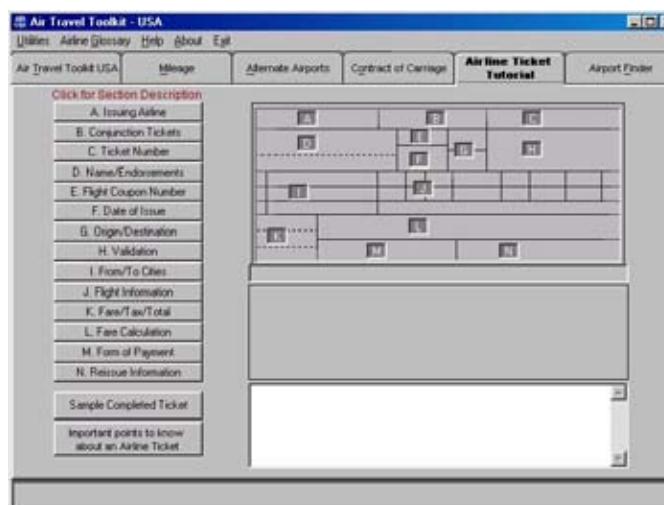 Air Travel Toolkit - USA
Utilities Airline Glossary Help About Exit
Air Travel Toolkit USA Mileage Alternate Airports Contract of Carriage Airline Ticket Tutorial Airport Finder
Click for Section Description
A. Issuing Airline
B. Conjunction Tickets
C. Ticket Number
D. Name/Endorsements
E. Flight Coupon Number
F. Date of Issue
G. Origin/Destination
H. Validation
I. From/To Cities
J. Flight Information
K. Fare/Tax/Total
L. Fare Calculation
M. Form of Payment
N. Reissue Information
Sample Completed Ticket
Important points to know
about an Airline Ticket
A B C
D E
F G H
I J
K L
M N